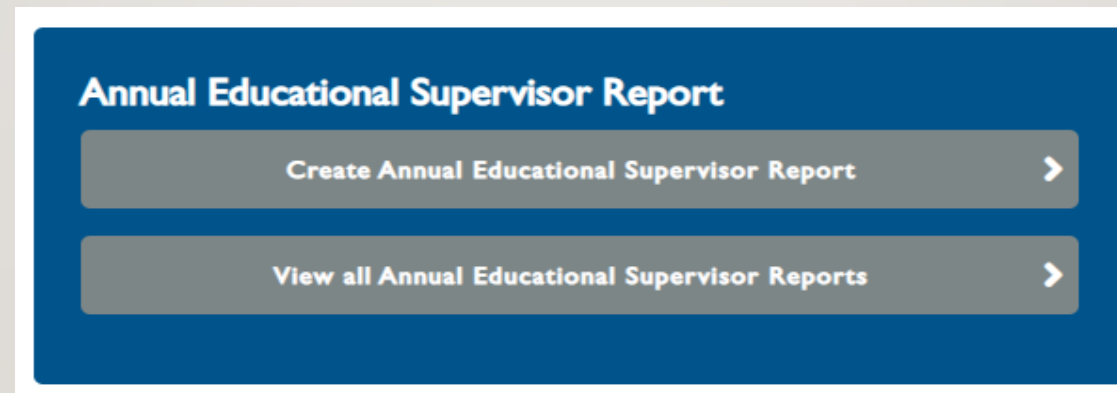 Annual Educational Supervisor Report
Create Annual Educational Supervisor Report
View all Annual Educational Supervisor Reports